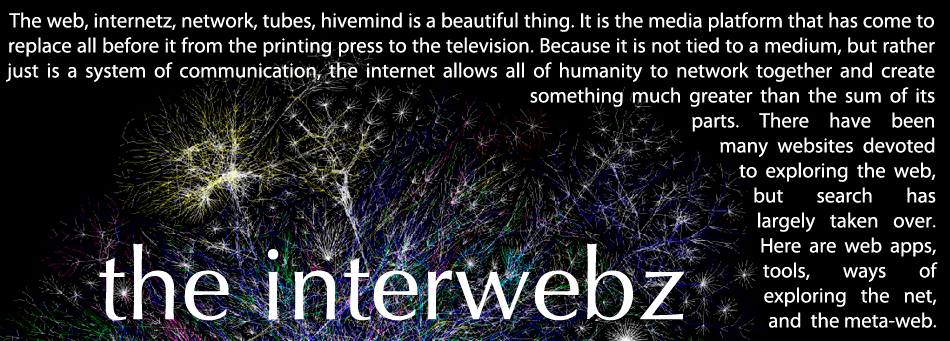 The web, internetz, network, tubes, hivemind is a beautiful thing. It is the media platform that has come to
replace all before it from the printing press to the television. Because it is not tied to a medium, but rather
just is a system of communication, the internet allows all of humanity to network together and create
something much greater than the sum of its
parts. There have been
many websites devoted
to exploring the web,
but search has
largely taken over.
Here are web apps,
tools, ways of
exploring the net,
and the meta-web.
the interwebz